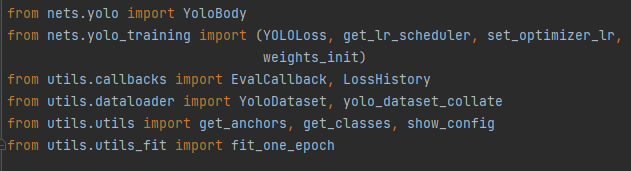 from nets.yolo import YoloBody
from nets.yolo_training import (YOLOLoss, get_lr_scheduler, set_optimizer_lr,
weights_init)
from utils.callbacks import EvalCallback, LossHistory
from utils.dataloader import YoloDataset, yolo_dataset_collate
from utils.utils import get_anchors, get_classes, show_config
from utils.utils_fit import fit_one_epoch